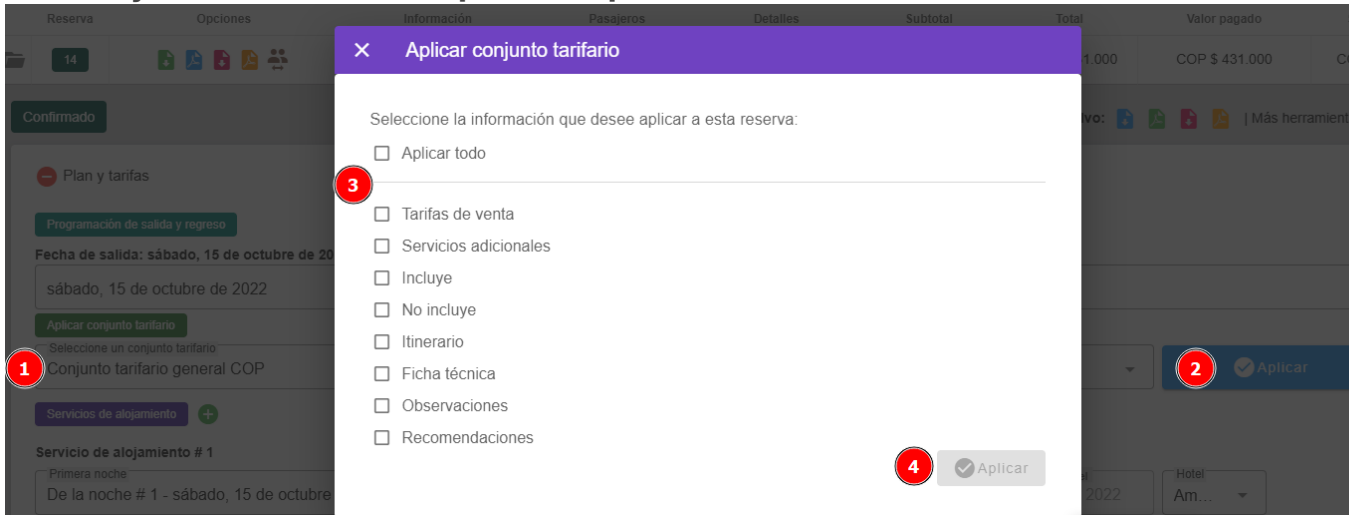 Reserva Opciones Información Pasajeros Detalles Subtotal Total Valor pagado
14 1.000 COP $ 431.000
Aplicar conjunto tarifario
Confirmado
| Más herramient
Seleccione la información que desee aplicar a esta reserva:
Aplicar todo
Plan y tarifas
3
Programación de salida y regreso
Tarifas de venta
Fecha de salida: sábado, 15 de octubre de 20
Servicios adicionales
sábado, 15 de octubre de 2022
Incluye
No incluye
Aplicar conjunto tarifario
Itinerario
Seleccione un conjunto tarifario
1 Conjunto tarifario general COP
2 Aplicar
Ficha técnica
Observaciones
Servicios de alojamiento
Recomendaciones
Servicio de alojamiento # 1
4 Aplicar
Primera noche
De la noche # 1 - sábado, 15 de octubre
2022
Hotel
Am...